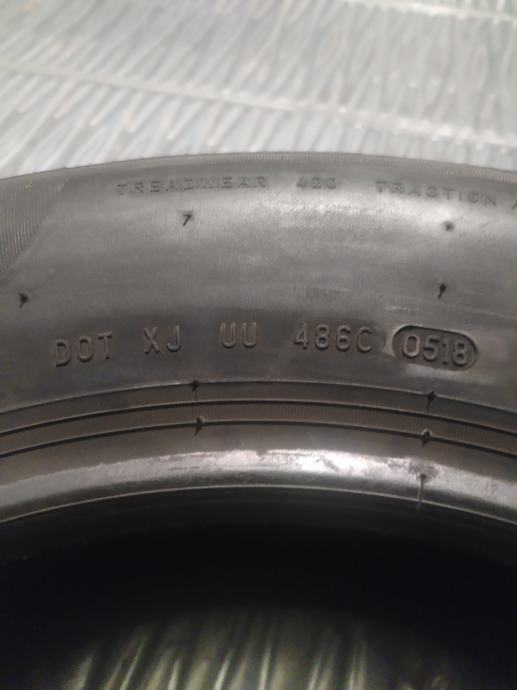 TREADWEAR 420 TRACTION A
DOT XJ UU 486C 0518